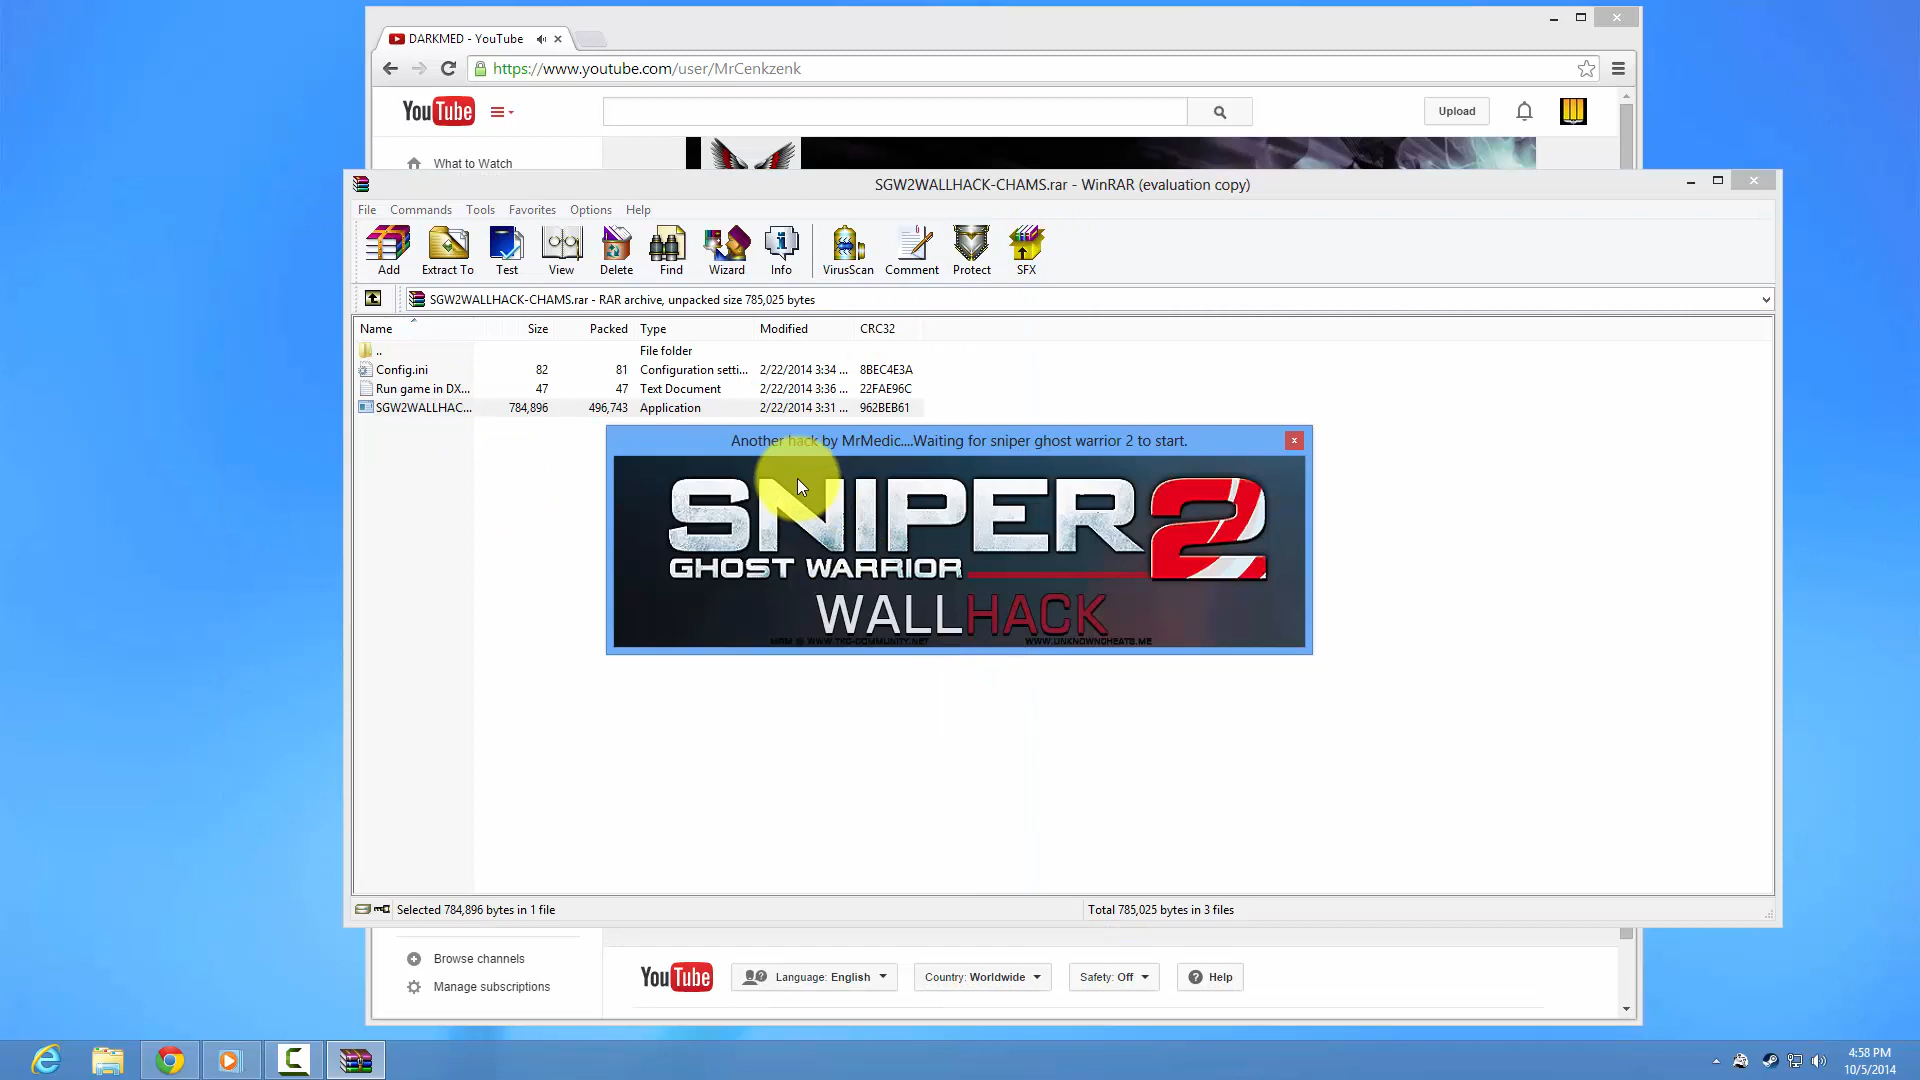 DARKMED - YouTube
https://www.youtube.com/user/MrCenkzenk
YouTube
Upload
What to Watch
SGW2WALLHACK-CHAMS.rar - WinRAR (evaluation copy)
File Commands Tools Favorites Options Help
Add Extract To Test View Delete Find Wizard Info VirusScan Comment Protect SFX
SGW2WALLHACK-CHAMS.rar - RAR archive, unpacked size 785,025 bytes
Name Size Packed Type Modified CRC32
.. File folder
Config.ini 82 81 Configuration setti... 2/22/2014 3:34 ... 8BEC4E3A
Run game in DX... 47 47 Text Document 2/22/2014 3:36 ... 22FAE96C
SGW2WALLHAC... 784,896 496,743 Application 2/22/2014 3:31 ... 962BEB61
Another hack by MrMedic....Waiting for sniper ghost warrior 2 to start.
SNIPER 2
GHOST WARRIOR
WALLHACK
WWW.UNKNOWNCHEATS.ME
Selected 784,896 bytes in 1 file Total 785,025 bytes in 3 files
Browse channels
Manage subscriptions
YouTube Language: English Country: Worldwide Safety: Off Help
4:58 PM
10/5/2014